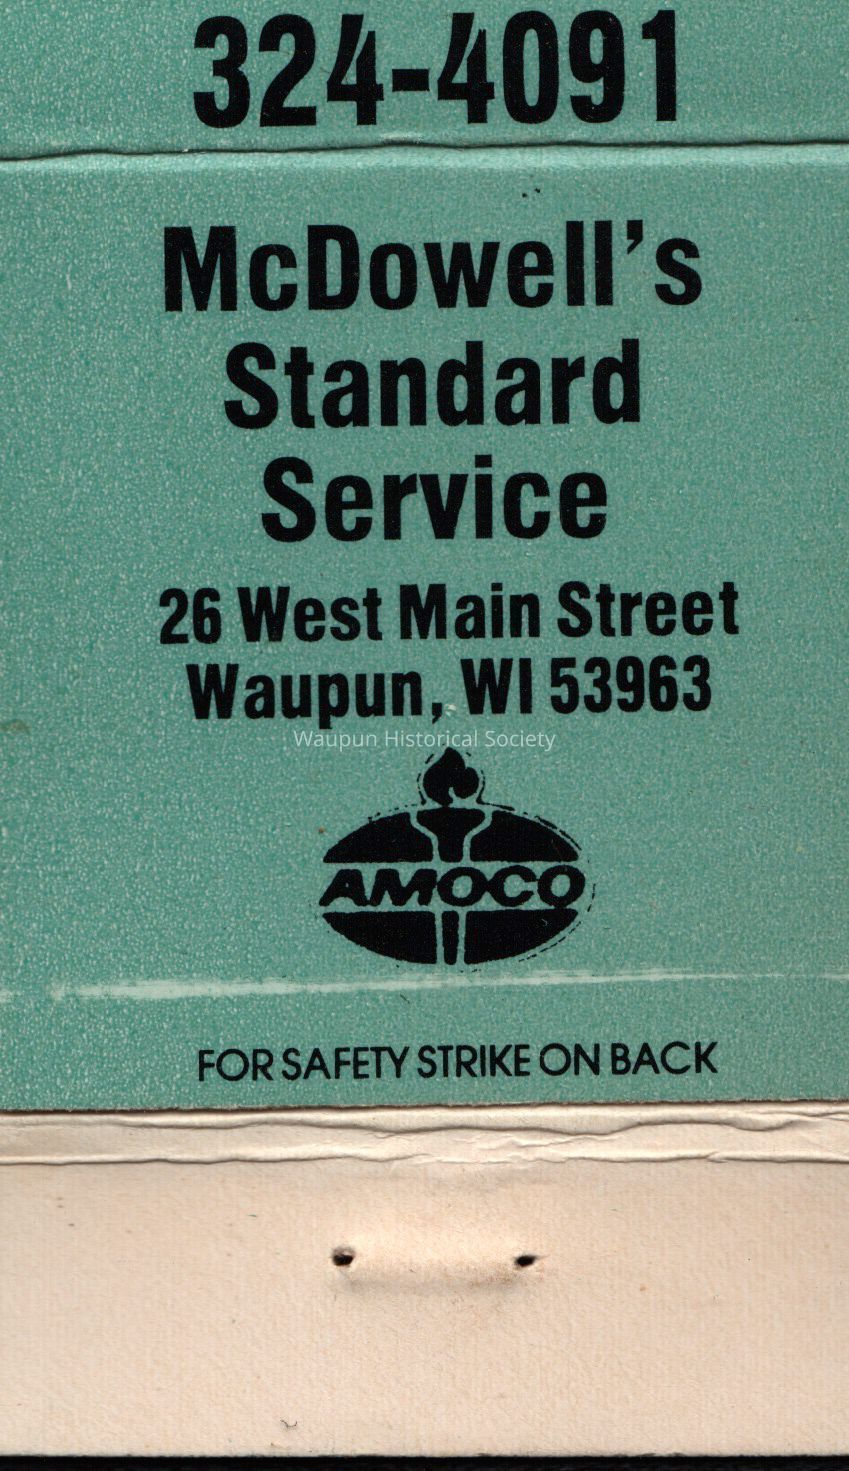 324-4091
McDowell's
Standard
Service
26 West Main Street
Waupun, WI 53963
Waupun Historical Society
AMOCO
FOR SAFETY STRIKE ON BACK